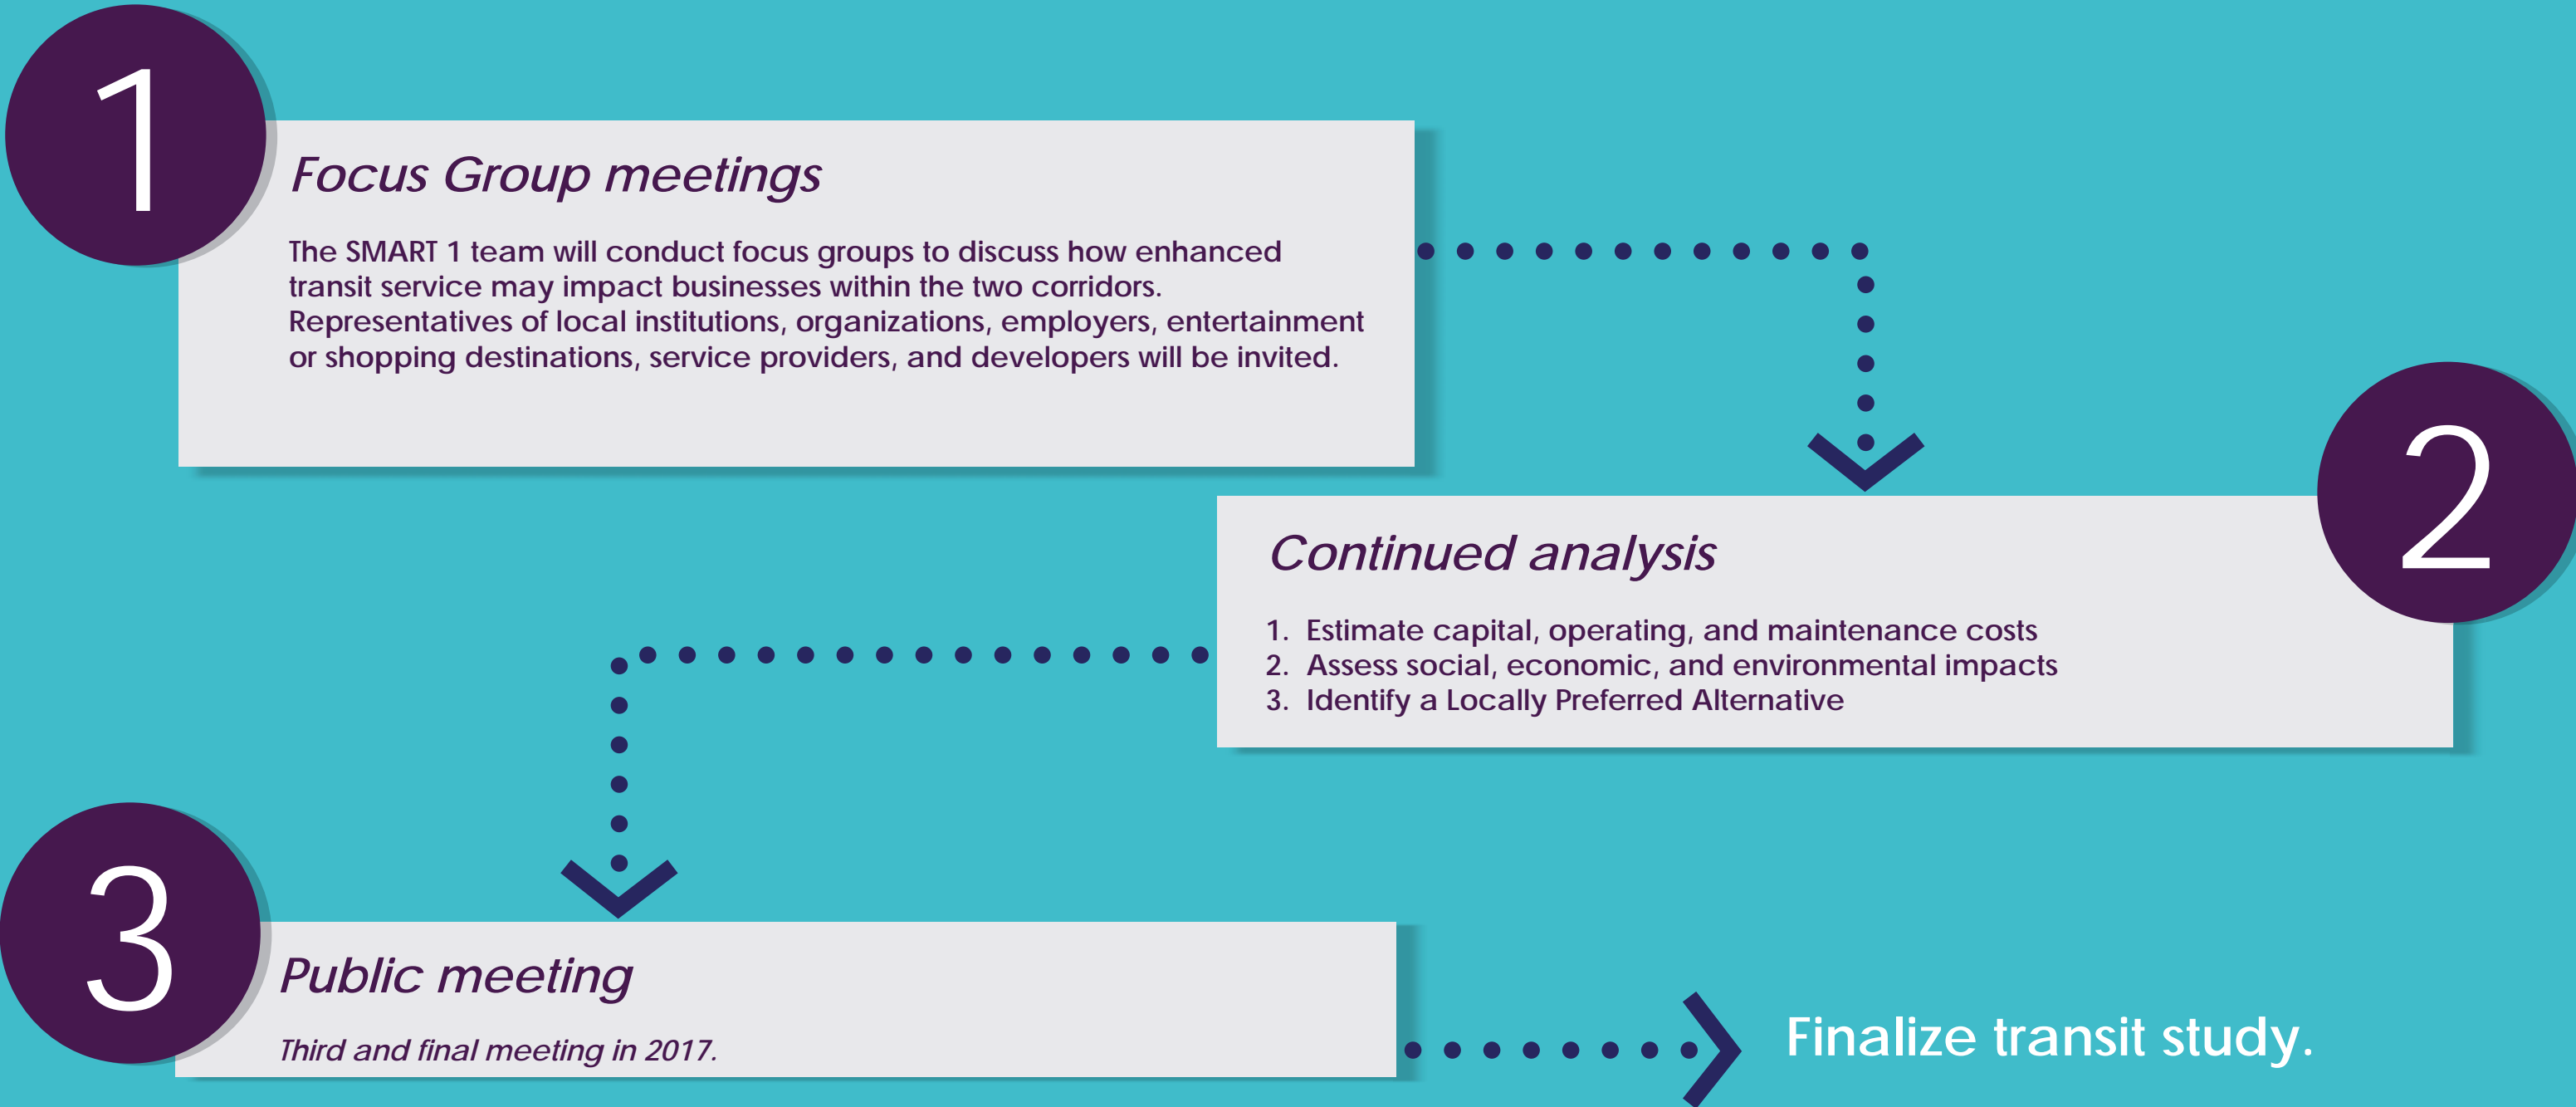 1
Focus Group meetings
The SMART 1 team will conduct focus groups to discuss how enhanced
transit service may impact businesses within the two corridors.
Representatives of local institutions, organizations, employers, entertainment
or shopping destinations, service providers, and developers will be invited.
2
Continued analysis
1. Estimate capital, operating, and maintenance costs
2. Assess social, economic, and environmental impacts
3. Identify a Locally Preferred Alternative
3
Public meeting
Third and final meeting in 2017.
Finalize transit study.